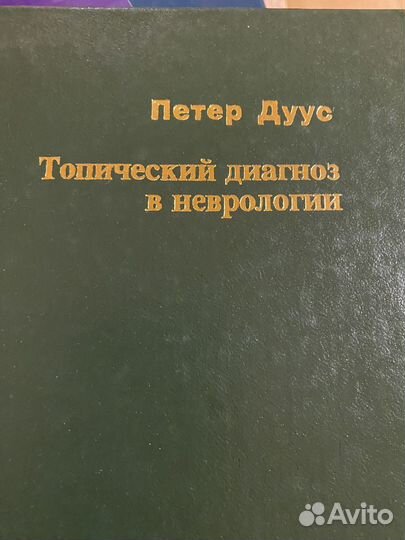 Петер Дуус
Топический диагноз
в неврологии
Avito